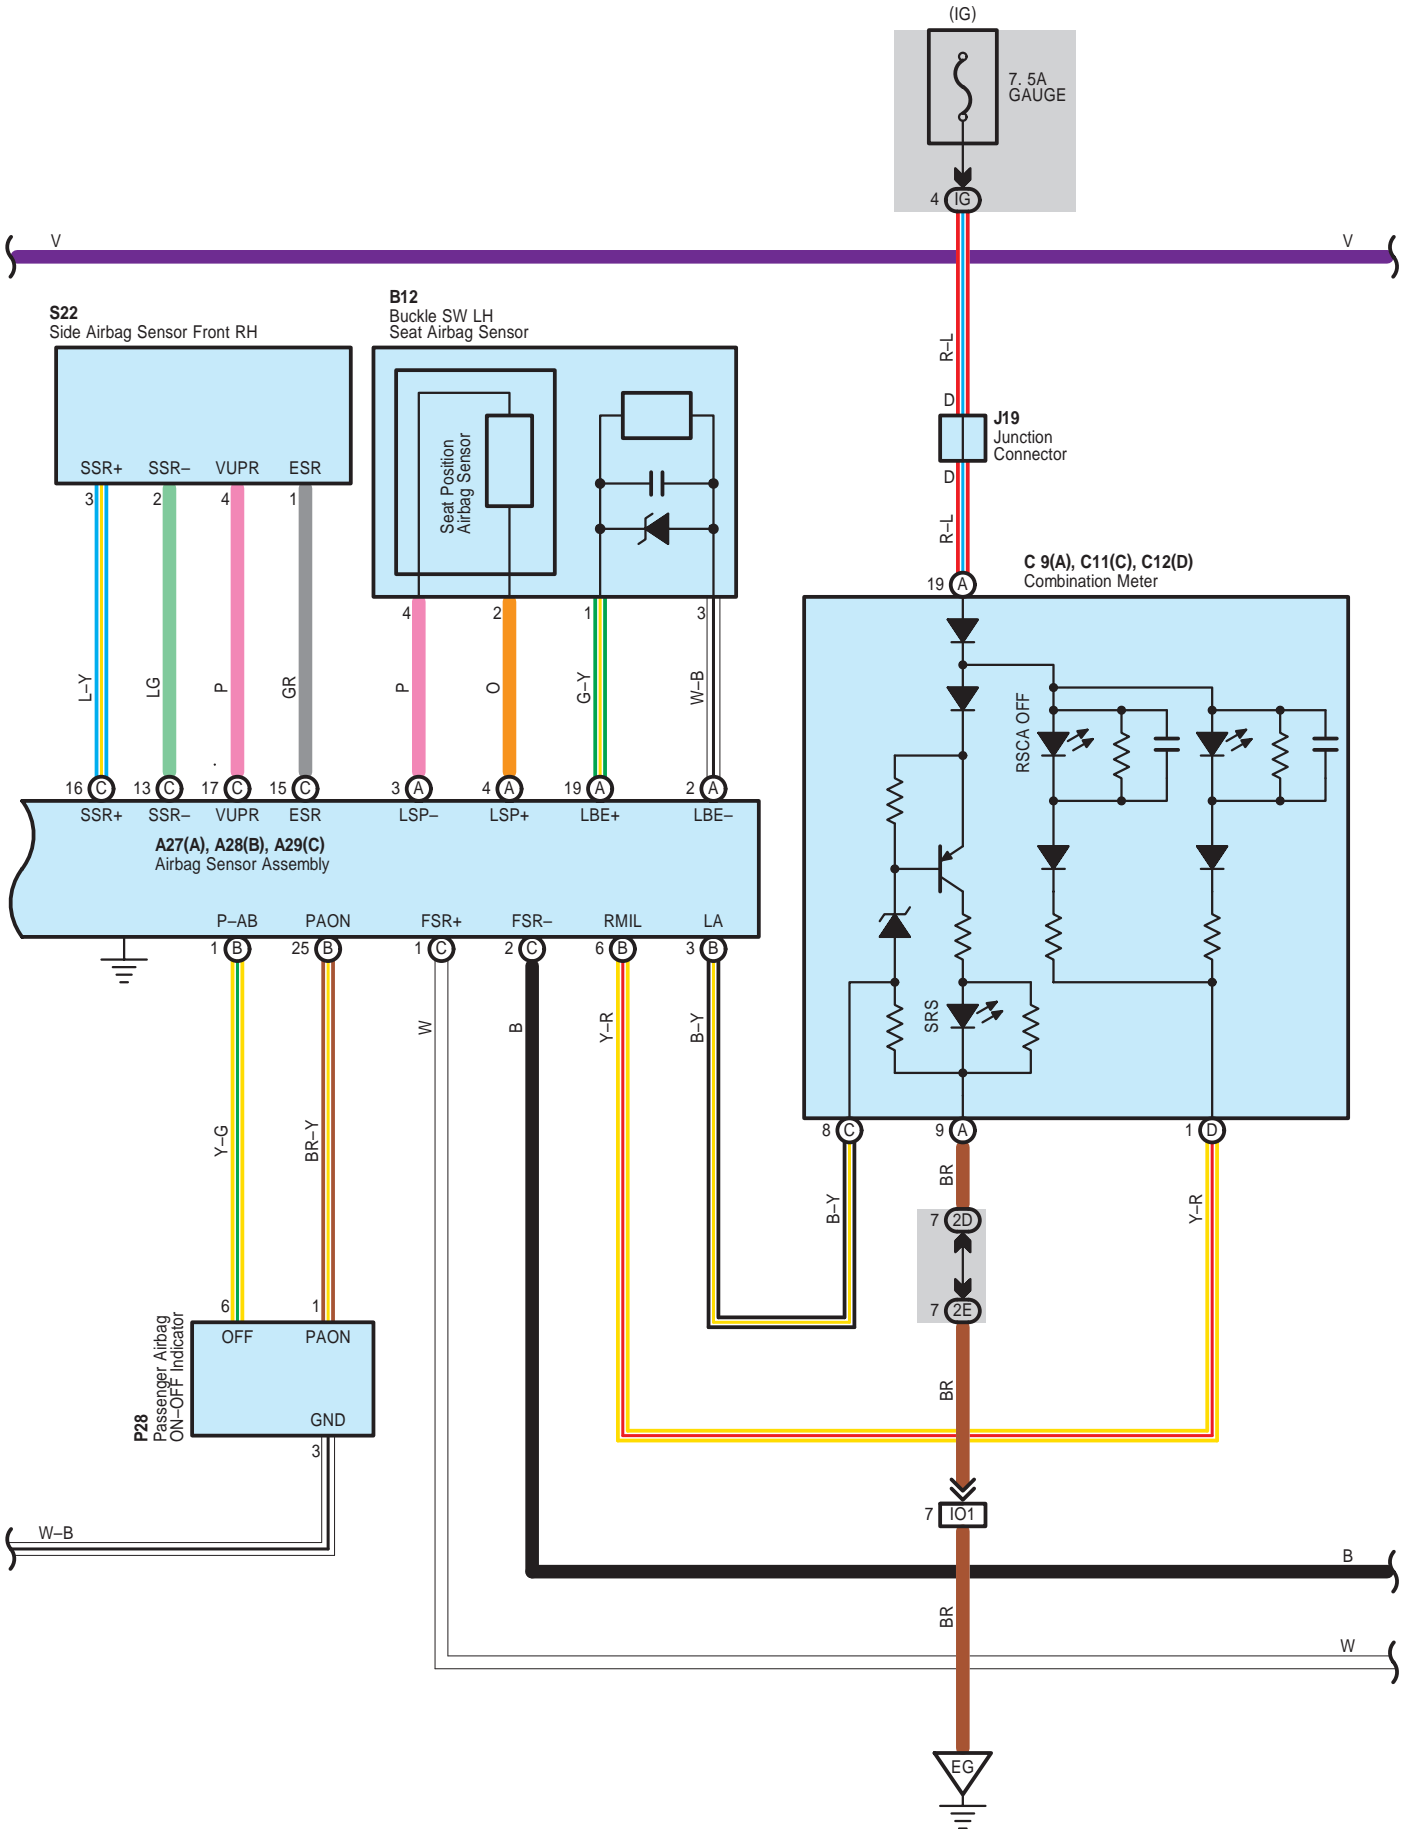 (IG)
7. 5A
GAUGE
4 IG
V
V
S22
Side Airbag Sensor Front RH
B12
Buckle SW LH
Seat Airbag Sensor
R–L
D
J19
Junction
Connector
D
R–L
Seat Position
Airbag Sensor
SSR+ SSR– VUPR ESR
3 2 4 1
C 9(A), C11(C), C12(D)
Combination Meter
19 A
4 2 1 3
L–Y LG P GR P O G–Y W–B
RSCA OFF
16 C 13 C 17 C 15 C 3 A 4 A 19 A 2 A
SSR+ SSR– VUPR ESR LSP– LSP+ LBE+ LBE–
A27(A), A28(B), A29(C)
Airbag Sensor Assembly
P–AB PAON FSR+ FSR– RMIL LA
1 B 25 B 1 C 2 C 6 B 3 B
SRS
W B Y–R B–Y
Y–G BR–Y
8 C 9 A 1 D
B–Y BR Y–R
7 2D
7 2E
6 1
OFF PAON
GND
3
P28
Passenger Airbag
ON–OFF Indicator
BR
7 IO1
W–B
B
BR
W
EG